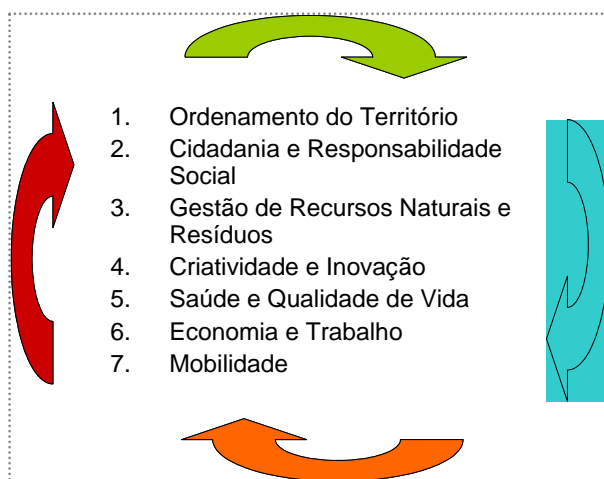 1. Ordenamento do Território
2. Cidadania e Responsabilidade
Social
3. Gestão de Recursos Naturais e
Resíduos
4. Criatividade e Inovação
5. Saúde e Qualidade de Vida
6. Economia e Trabalho
7. Mobilidade